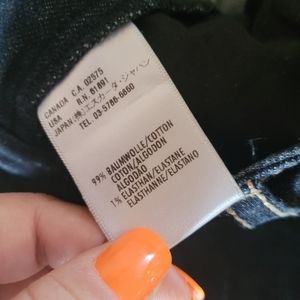 CANADA C.A. 02575
USA R.N. 61891
JAPAN:(株)エスカーダ・ジャパン
TEL. 03-5786-6660
99% BAUMWOLLE/COTTON
COTON/ALGODON
ALGODAO
1% ELASTHAN/ELASTANE
ELASTHANNE/ELASTANO